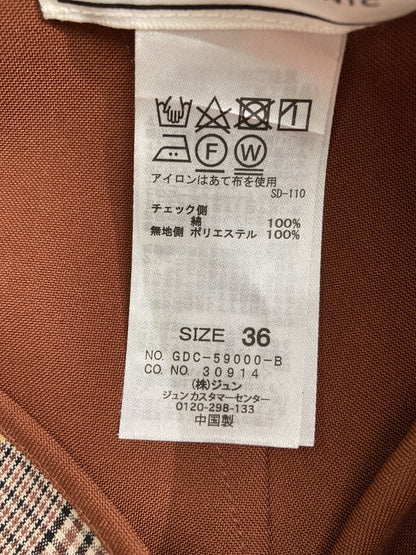 F W
アイロンはあて布を使用
SD-110
チェック側
綿 100%
無地側 ポリエステル 100%
SIZE 36
NO. GDC-59000-B
CO. NO. 30914
(株)ジュン
ジュンカスタマーセンター
0120-298-133
中国製